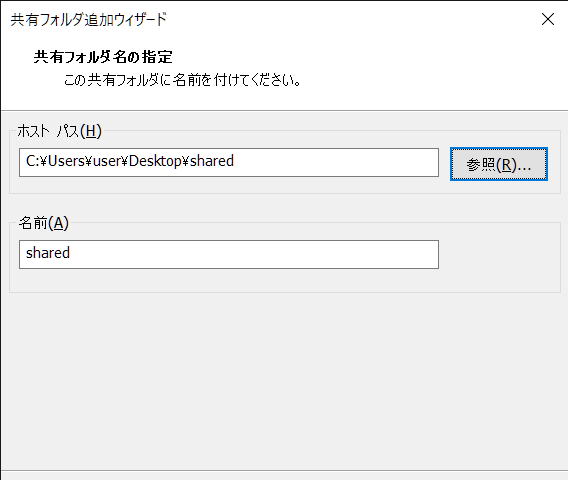 共有フォルダ追加ウィザード
共有フォルダ名の指定
この共有フォルダに名前を付けてください。
ホスト パス(H)
C:¥Users¥user¥Desktop¥shared
参照(R)...
名前(A)
shared